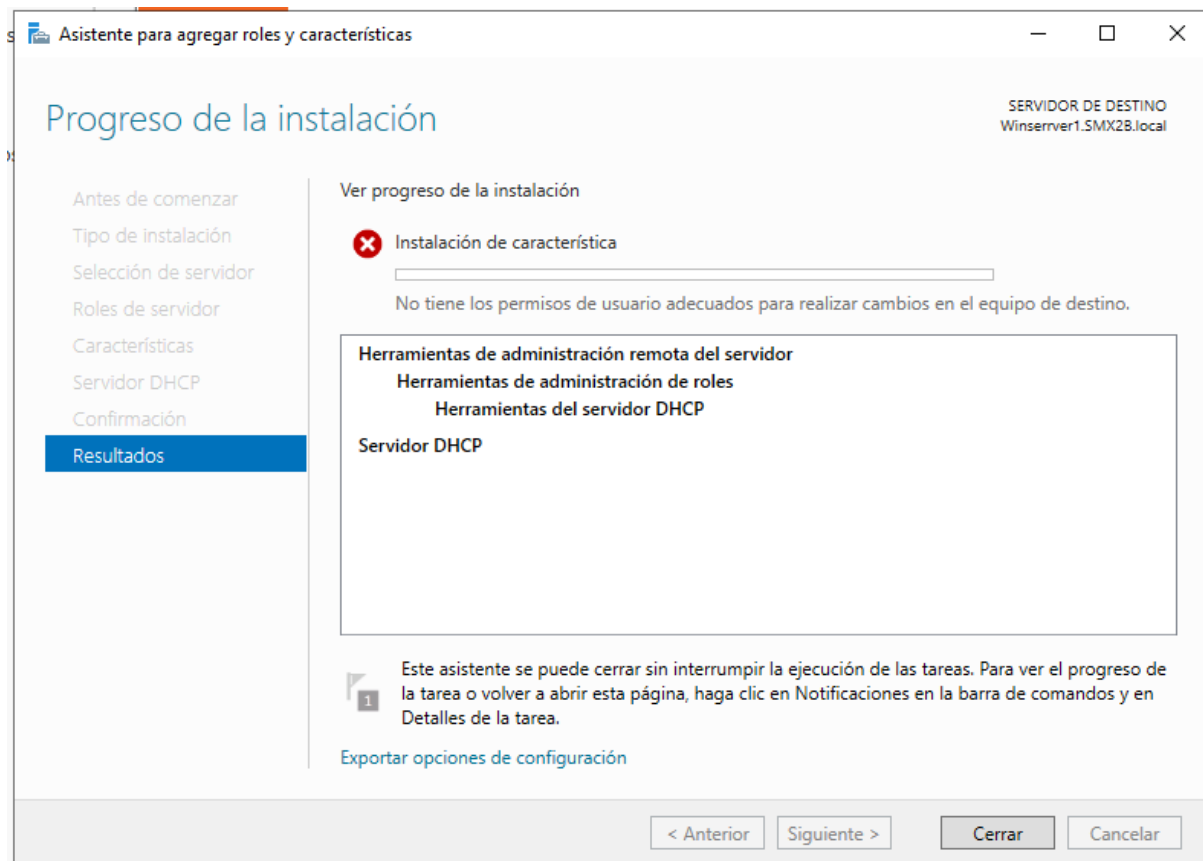 Asistente para agregar roles y características
Progreso de la instalación
SERVIDOR DE DESTINO
Winserrver1.SMX2B.local
Antes de comenzar
Tipo de instalación
Selección de servidor
Roles de servidor
Características
Servidor DHCP
Confirmación
Resultados
Ver progreso de la instalación
Instalación de característica
No tiene los permisos de usuario adecuados para realizar cambios en el equipo de destino.
Herramientas de administración remota del servidor
Herramientas de administración de roles
Herramientas del servidor DHCP
Servidor DHCP
1
Este asistente se puede cerrar sin interrumpir la ejecución de las tareas. Para ver el progreso de
la tarea o volver a abrir esta página, haga clic en Notificaciones en la barra de comandos y en
Detalles de la tarea.
Exportar opciones de configuración
< Anterior
Siguiente >
Cerrar
Cancelar